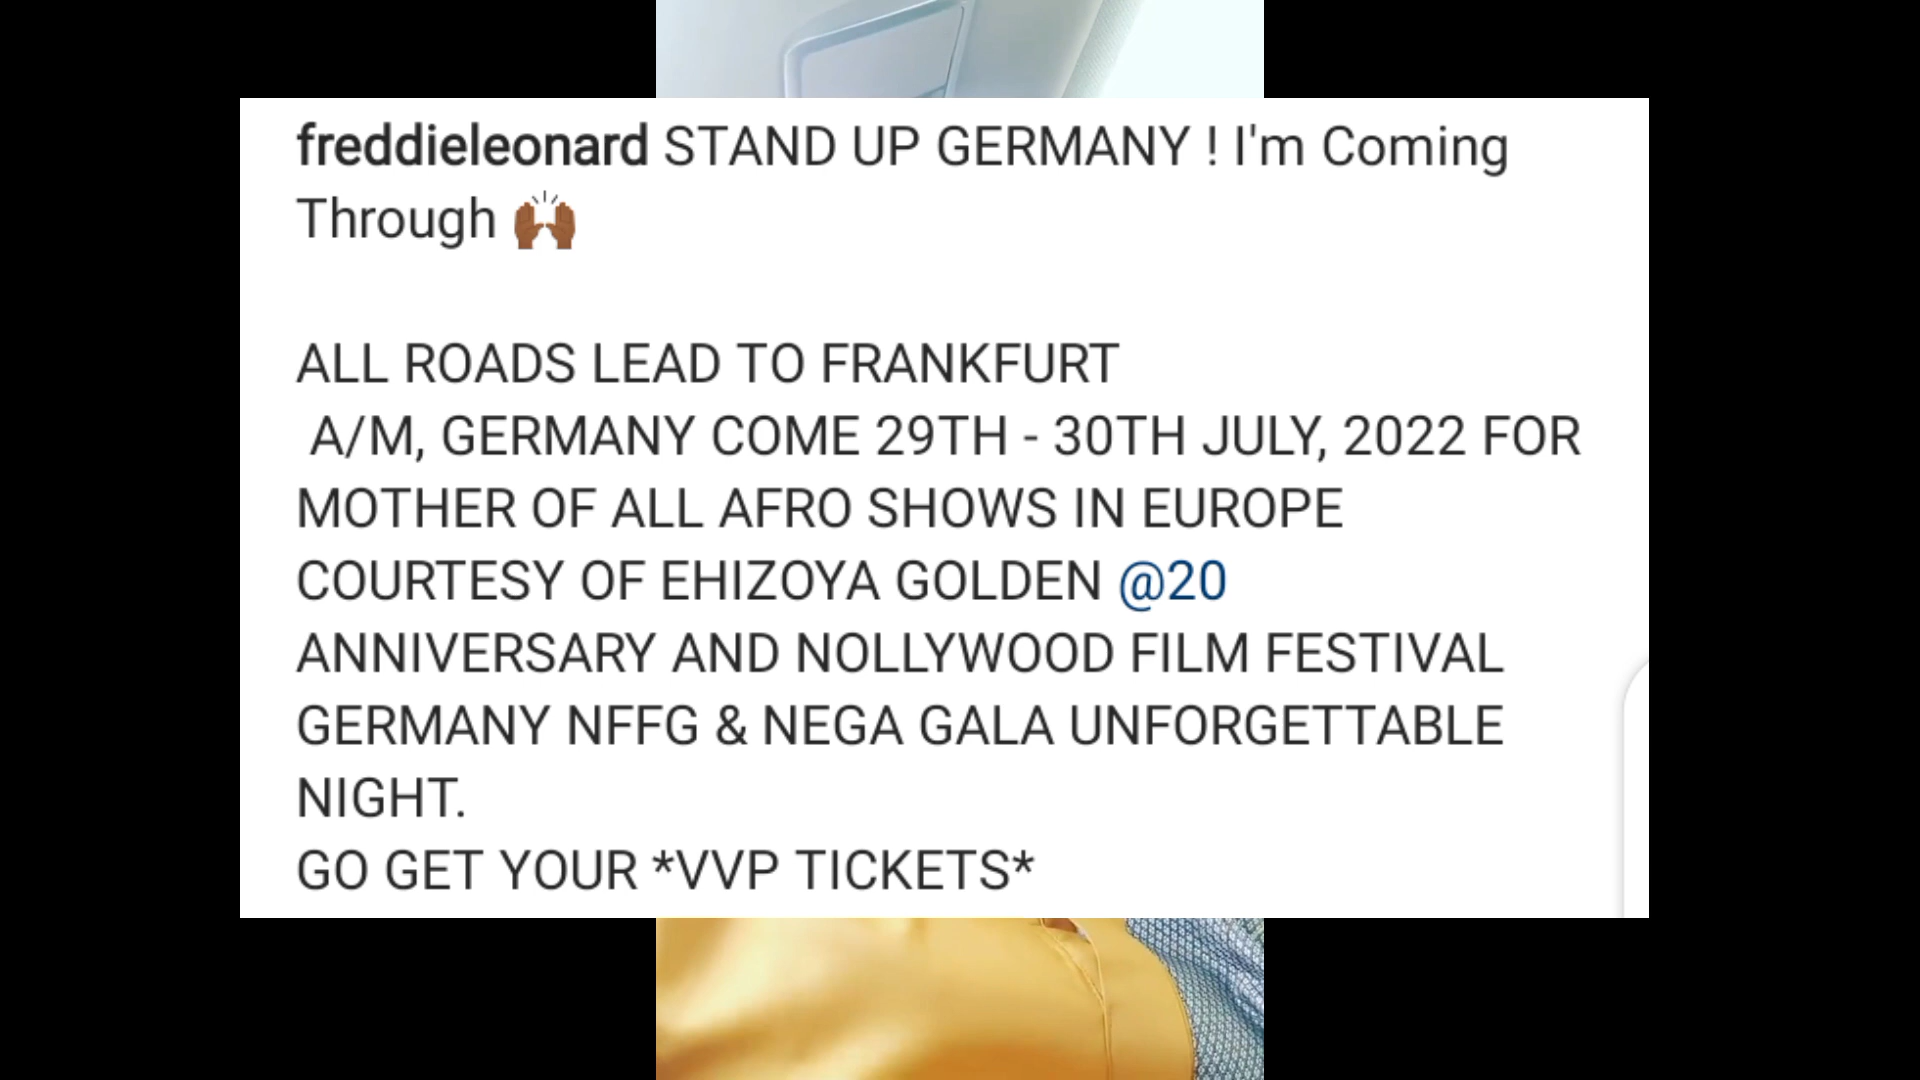 freddieleonard STAND UP GERMANY ! I'm Coming
Through 🙌🏾
ALL ROADS LEAD TO FRANKFURT
A/M, GERMANY COME 29TH - 30TH JULY, 2022 FOR
MOTHER OF ALL AFRO SHOWS IN EUROPE
COURTESY OF EHIZOYA GOLDEN @20
ANNIVERSARY AND NOLLYWOOD FILM FESTIVAL
GERMANY NFFG & NEGA GALA UNFORGETTABLE
NIGHT.
GO GET YOUR *VVP TICKETS*